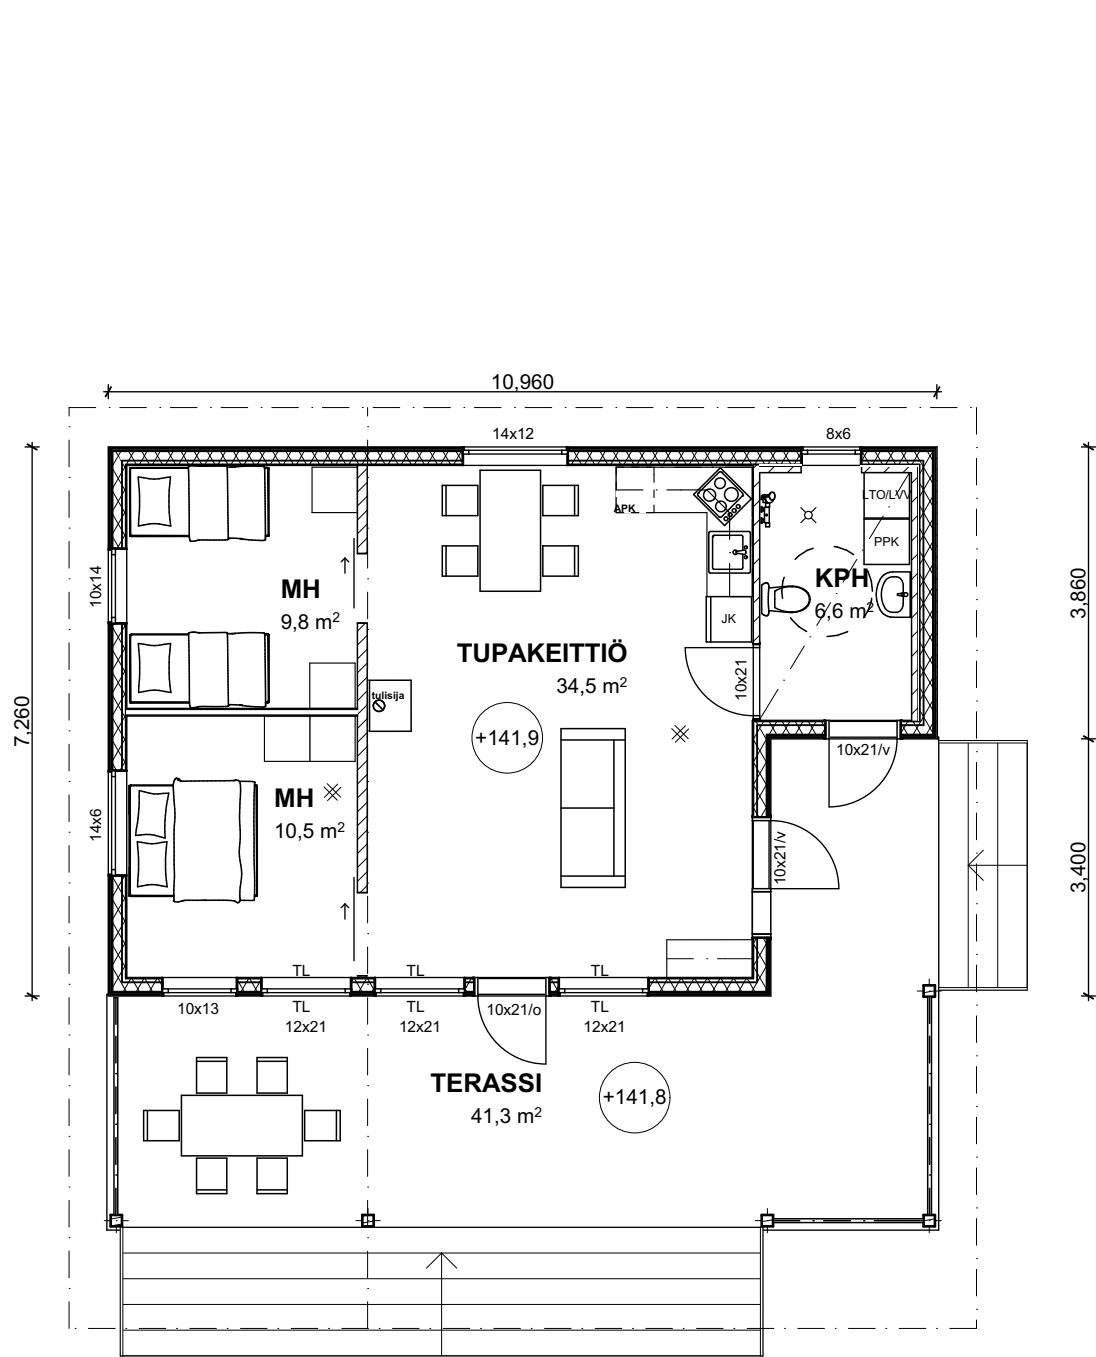 10,960
14x12
8x6
LTO/LVV
APK
PPK
10x14
MH
9,8 m²
KPH
6,6 m²
3,860
JK
TUPAKEITTIÖ
34,5 m²
10x21
tulisija
7,260
+141,9
10x21/v
MH
10,5 m²
14x6
10x21/v
3,400
TL
TL
TL
10x13
TL
12x21
TL
12x21
10x21/o
TL
12x21
TERASSI
41,3 m²
+141,8